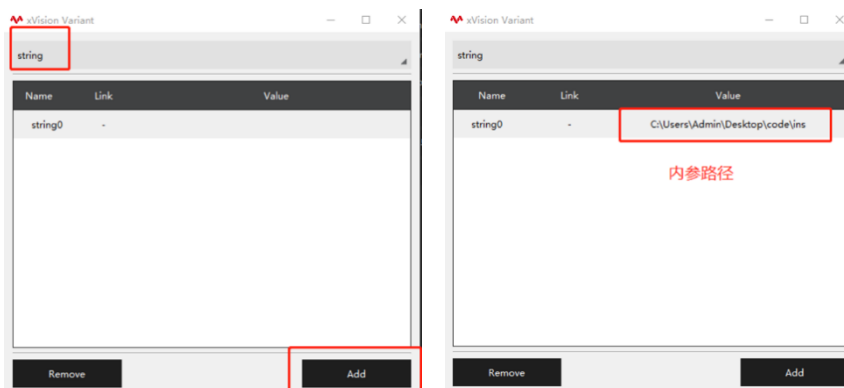 xVision Variant
string
Name Link Value
string0 -
Remove Add
xVision Variant
string
Name Link Value
string0 - C:\Users\Admin\Desktop\code\ins
内参路径
Remove Add